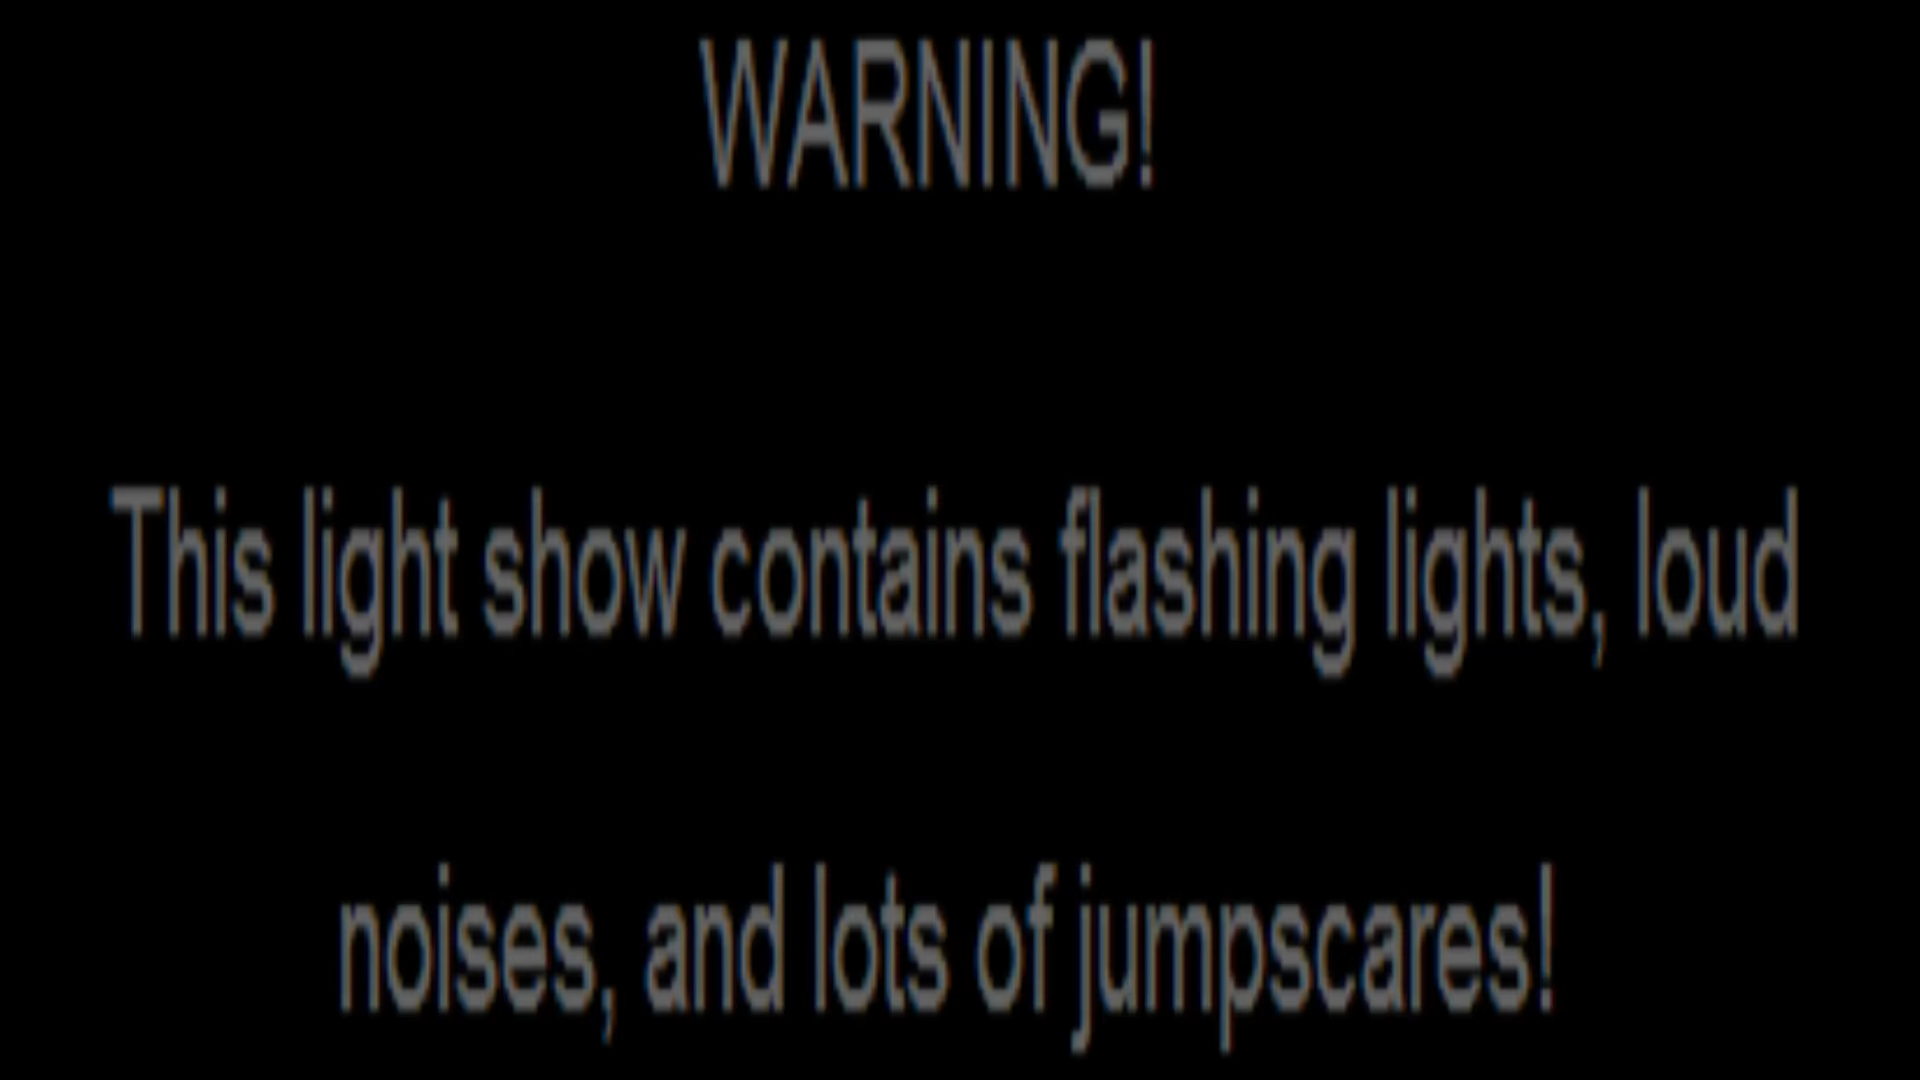 WARNING!
This light show contains flashing lights, loud
noises, and lots of jumpscares!